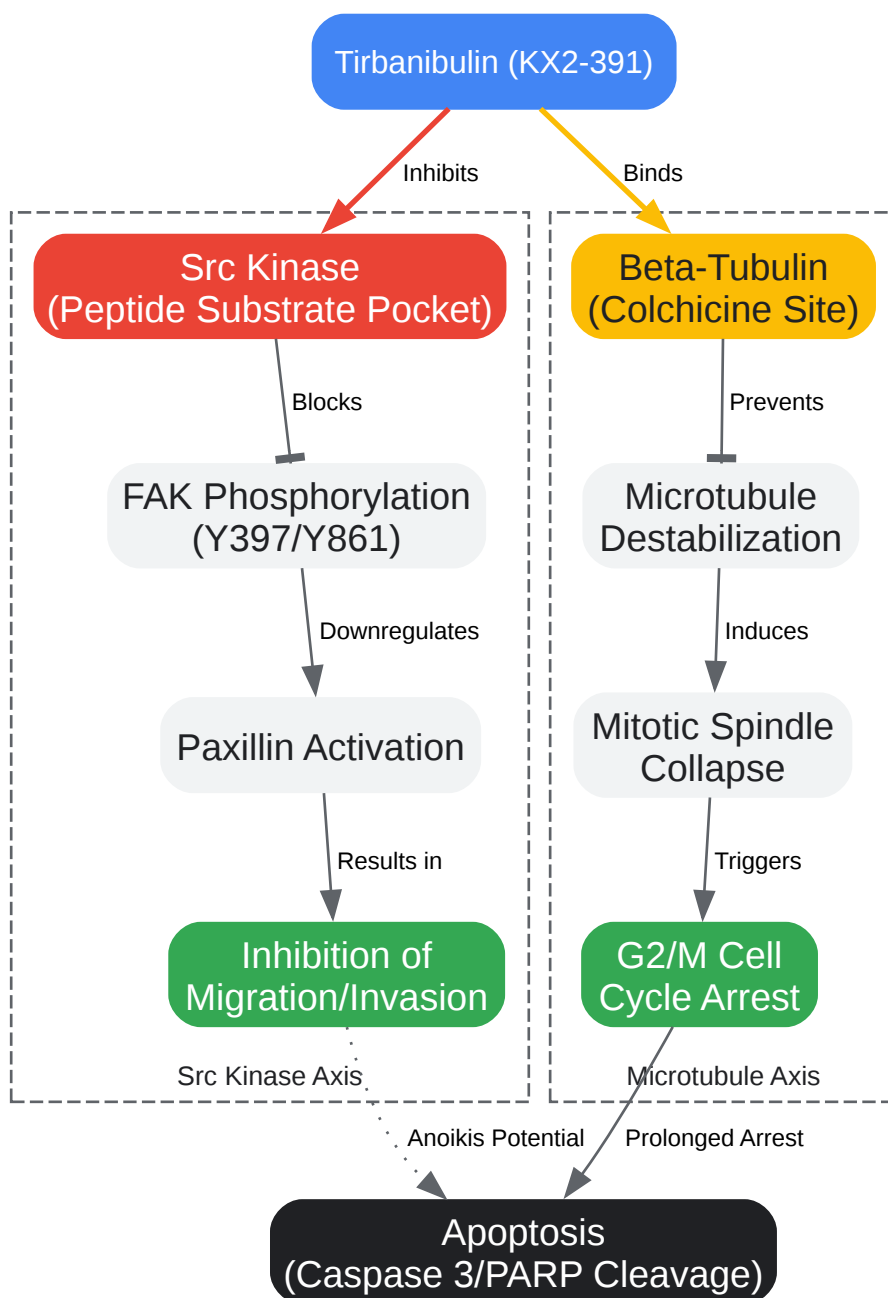 Tirbanibulin (KX2-391)
Inhibits
Binds
Src Kinase
(Peptide Substrate Pocket)
Beta-Tubulin
(Colchicine Site)
Blocks
Prevents
FAK Phosphorylation
(Y397/Y861)
Microtubule
Destabilization
Downregulates
Induces
Paxillin Activation
Mitotic Spindle
Collapse
Results in
Triggers
Inhibition of
Migration/Invasion
G2/M Cell
Cycle Arrest
Src Kinase Axis
Microtubule Axis
Anoikis Potential
Prolonged Arrest
Apoptosis
(Caspase 3/PARP Cleavage)